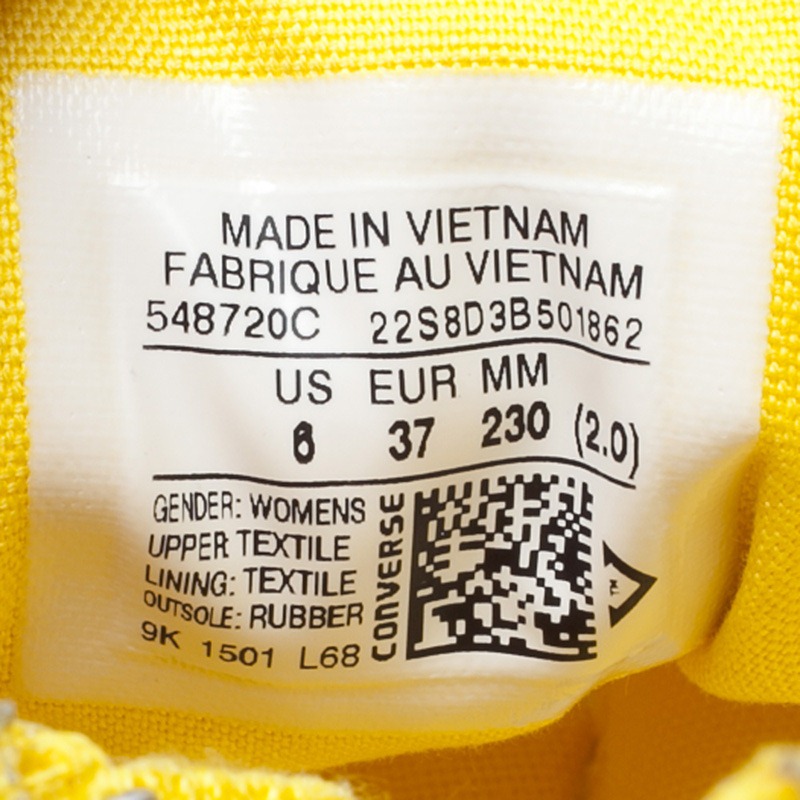 MADE IN VIETNAM
FABRIQUE AU VIETNAM
548720C 22S8D3B501862
US EUR MM
6 37 230 (2.0)
GENDER: WOMENS
UPPER TEXTILE
LINING: TEXTILE
OUTSOLE: RUBBER
9K 1501 L68
CONVERSE